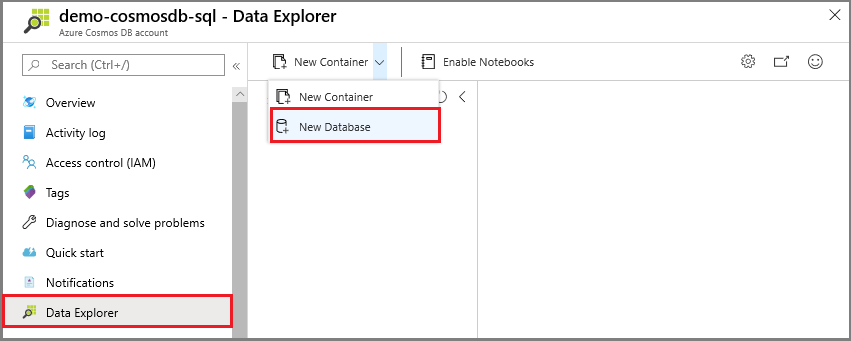 demo-cosmosdb-sql - Data Explorer
Azure Cosmos DB account
Search (Ctrl+/)
«
New Container
Enable Notebooks
New Container
New Database
Overview
Activity log
Access control (IAM)
Tags
Diagnose and solve problems
Quick start
Notifications
Data Explorer